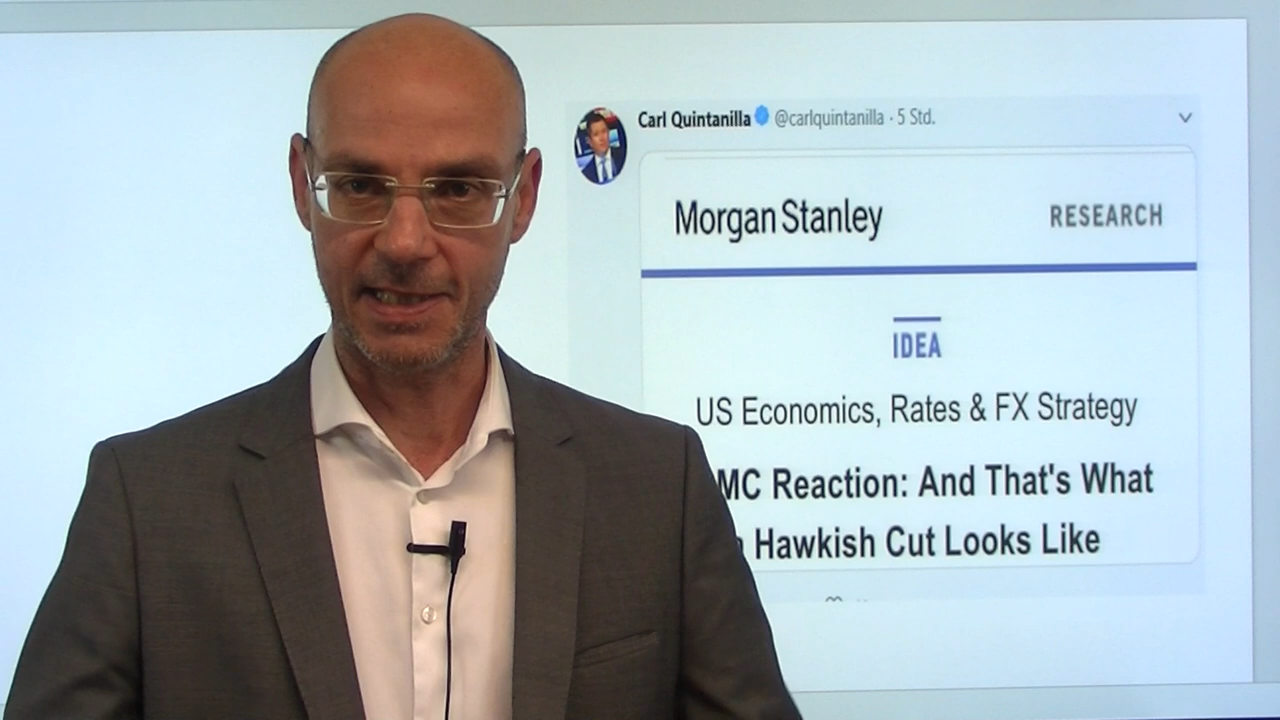 Carl Quintanilla @carlquintanilla · 5 Std.
Morgan Stanley RESEARCH
IDEA
US Economics, Rates & FX Strategy
MC Reaction: And That's What
Hawkish Cut Looks Like